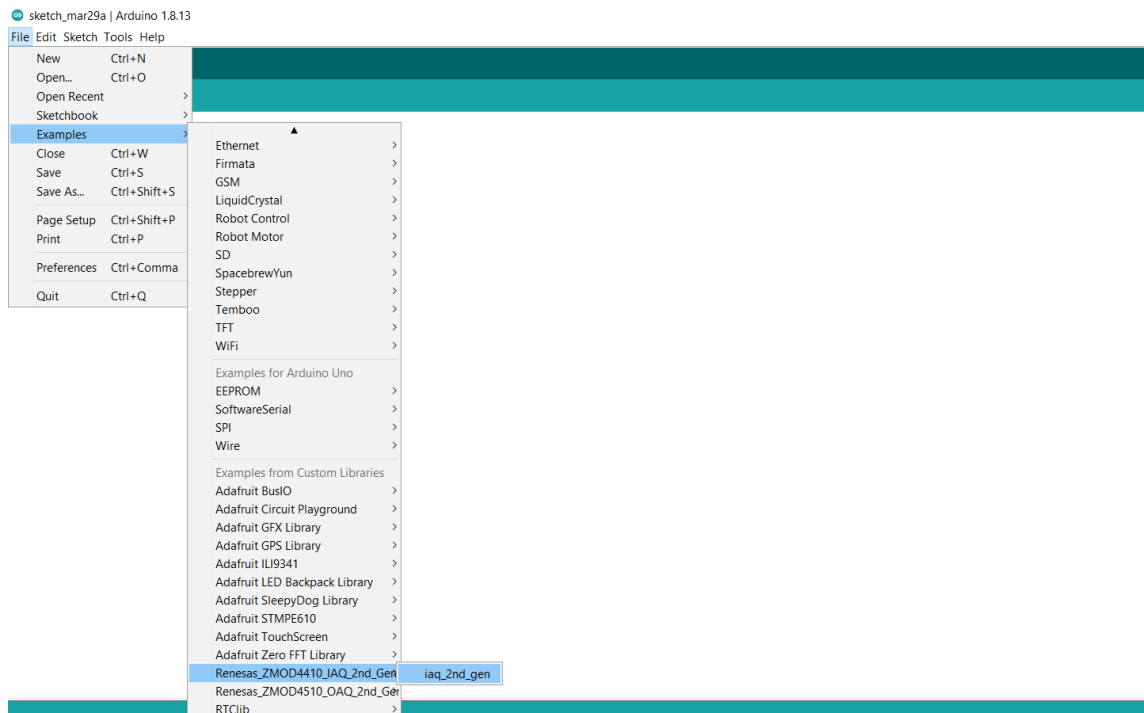 sketch_mar29a | Arduino 1.8.13
File Edit Sketch Tools Help
New Ctrl+N
Open... Ctrl+O
Open Recent
Sketchbook
Examples
Close Ctrl+W
Save Ctrl+S
Save As... Ctrl+Shift+S
Page Setup Ctrl+Shift+P
Print Ctrl+P
Preferences Ctrl+Comma
Quit Ctrl+Q
Ethernet
Firmata
GSM
LiquidCrystal
Robot Control
Robot Motor
SD
SpacebrewYun
Stepper
Temboo
TFT
WiFi
Examples for Arduino Uno
EEPROM
SoftwareSerial
SPI
Wire
Examples from Custom Libraries
Adafruit BusIO
Adafruit Circuit Playground
Adafruit GFX Library
Adafruit GPS Library
Adafruit ILI9341
Adafruit LED Backpack Library
Adafruit SleepyDog Library
Adafruit STMPE610
Adafruit TouchScreen
Adafruit Zero FFT Library
Renesas_ZMOD4410_IAQ_2nd_Gen iaq_2nd_gen
Renesas_ZMOD4510_OAQ_2nd_Gen
RTClib